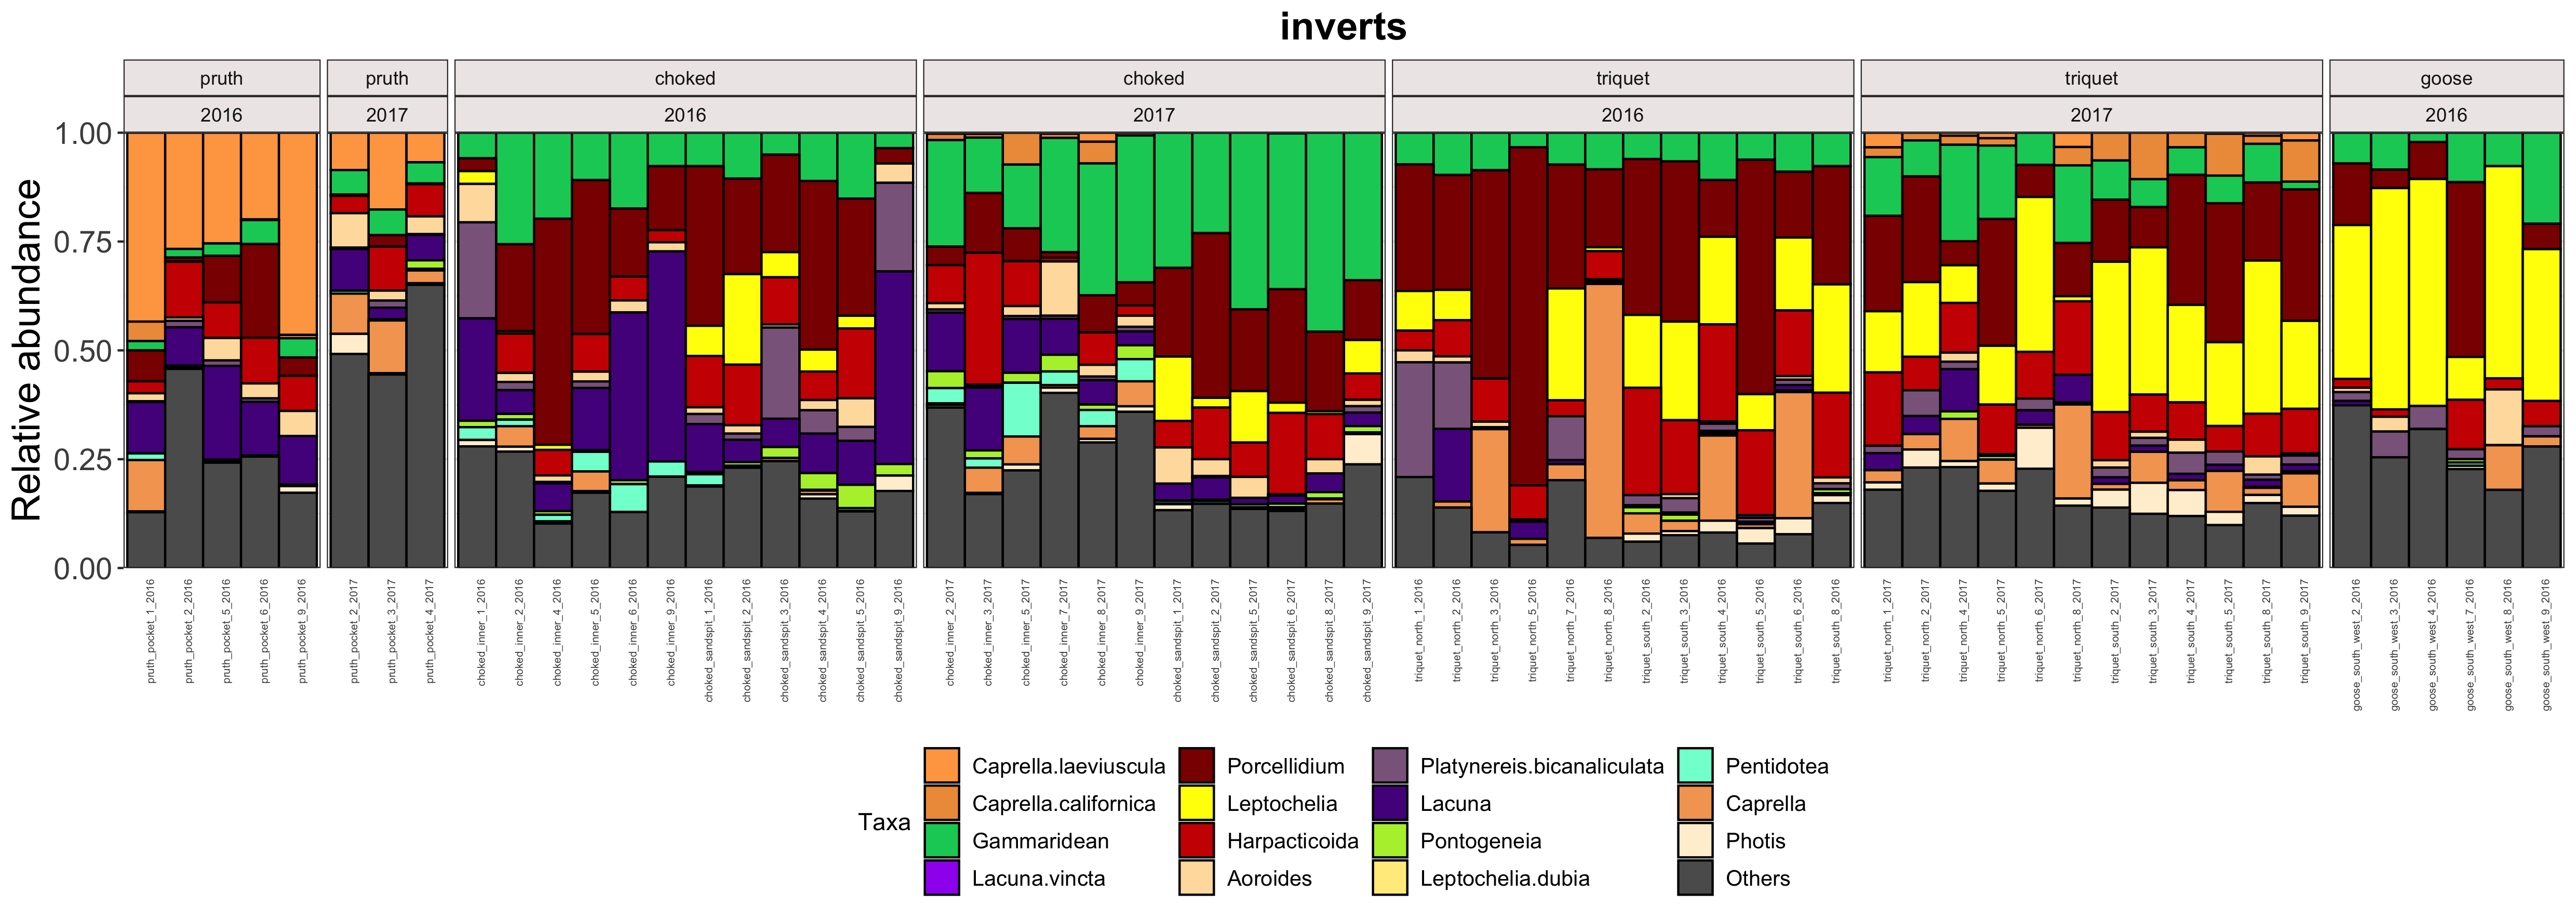 inverts
pruth pruth choked choked triquet triquet goose
2016 2017 2016 2017 2016 2017 2016
Relative abundance
1.00
0.75
0.50
0.25
0.00
pruth_pocket_1_2016
pruth_pocket_2_2016
pruth_pocket_5_2016
pruth_pocket_6_2016
pruth_pocket_9_2016
pruth_pocket_2_2017
pruth_pocket_3_2017
pruth_pocket_4_2017
choked_inner_1_2016
choked_inner_2_2016
choked_inner_4_2016
choked_inner_5_2016
choked_inner_6_2016
choked_inner_9_2016
choked_sandspit_1_2016
choked_sandspit_2_2016
choked_sandspit_3_2016
choked_sandspit_4_2016
choked_sandspit_5_2016
choked_sandspit_9_2016
choked_inner_2_2017
choked_inner_3_2017
choked_inner_5_2017
choked_inner_7_2017
choked_inner_8_2017
choked_inner_9_2017
choked_sandspit_1_2017
choked_sandspit_2_2017
choked_sandspit_5_2017
choked_sandspit_6_2017
choked_sandspit_8_2017
choked_sandspit_9_2017
triquet_north_1_2016
triquet_north_2_2016
triquet_north_3_2016
triquet_north_5_2016
triquet_north_7_2016
triquet_north_8_2016
triquet_south_2_2016
triquet_south_3_2016
triquet_south_4_2016
triquet_south_5_2016
triquet_south_6_2016
triquet_south_8_2016
triquet_north_1_2017
triquet_north_2_2017
triquet_north_4_2017
triquet_north_5_2017
triquet_north_6_2017
triquet_north_8_2017
triquet_south_2_2017
triquet_south_3_2017
triquet_south_4_2017
triquet_south_5_2017
triquet_south_8_2017
triquet_south_9_2017
goose_south_west_2_2016
goose_south_west_3_2016
goose_south_west_4_2016
goose_south_west_7_2016
goose_south_west_8_2016
goose_south_west_9_2016
Taxa
Caprella.laeviuscula
Caprella.californica
Gammaridean
Lacuna.vincta
Porcellidium
Leptochelia
Harpacticoida
Aoroides
Platynereis.bicanaliculata
Lacuna
Pontogeneia
Leptochelia.dubia
Pentidotea
Caprella
Photis
Others